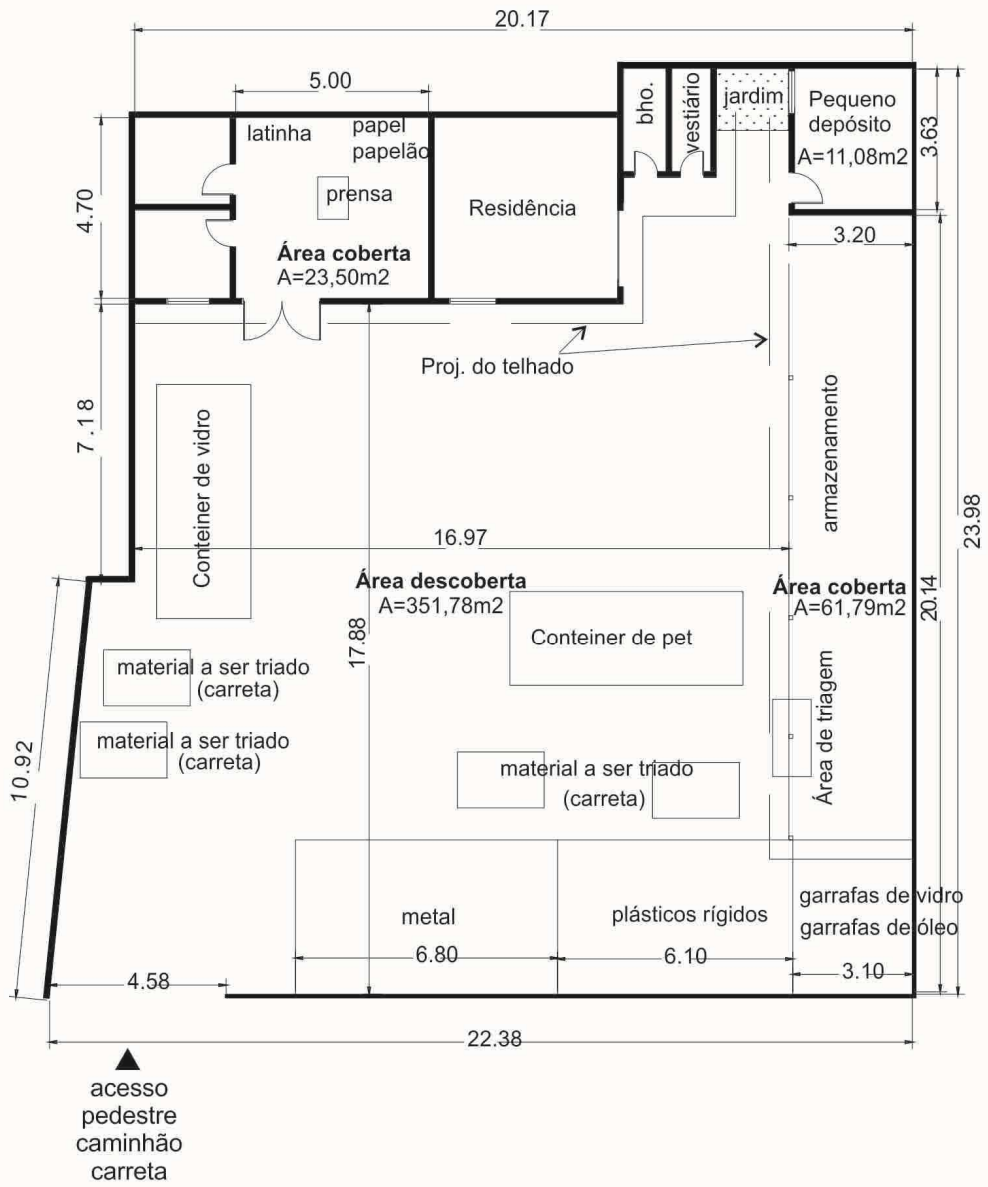 20.17
5.00
latinha
papel
papelão
prensa
Área coberta
A=23,50m2
Residência
bho.
vestiário
jardim
Pequeno
depósito
A=11,08m2
3.63
4.70
3.20
Proj. do telhado
7.18
Conteiner de vidro
armazenamento
16.97
23.98
Área descoberta
A=351,78m2
Área coberta
A=61,79m2
20.14
17.88
Conteiner de pet
material a ser triado
(carreta)
material a ser triado
(carreta)
material a ser triado
(carreta)
Área de triagem
10.92
metal
plásticos rígidos
garrafas de vidro
garrafas de óleo
6.80
6.10
3.10
4.58
22.38
acesso
pedestre
caminhão
carreta